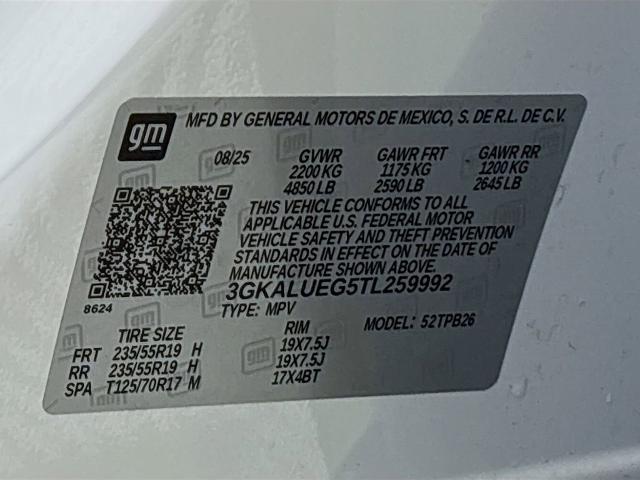 gm
MFD BY GENERAL MOTORS DE MEXICO, S. DE R.L. DE C.V.
08/25 GVWR GAWR FRT GAWR RR
2200 KG 1175 KG 1200 KG
4850 LB 2590 LB 2645 LB
THIS VEHICLE CONFORMS TO ALL
APPLICABLE U.S. FEDERAL MOTOR
VEHICLE SAFETY AND THEFT PREVENTION
STANDARDS IN EFFECT ON THE DATE OF
MANUFACTURE SHOWN ABOVE.
3GKALUEG5TL259992
8624
TYPE: MPV MODEL: 52TPB26
TIRE SIZE RIM
FRT 235/55R19 H 19X7.5J
RR 235/55R19 H 19X7.5J
SPA T125/70R17 M 17X4BT